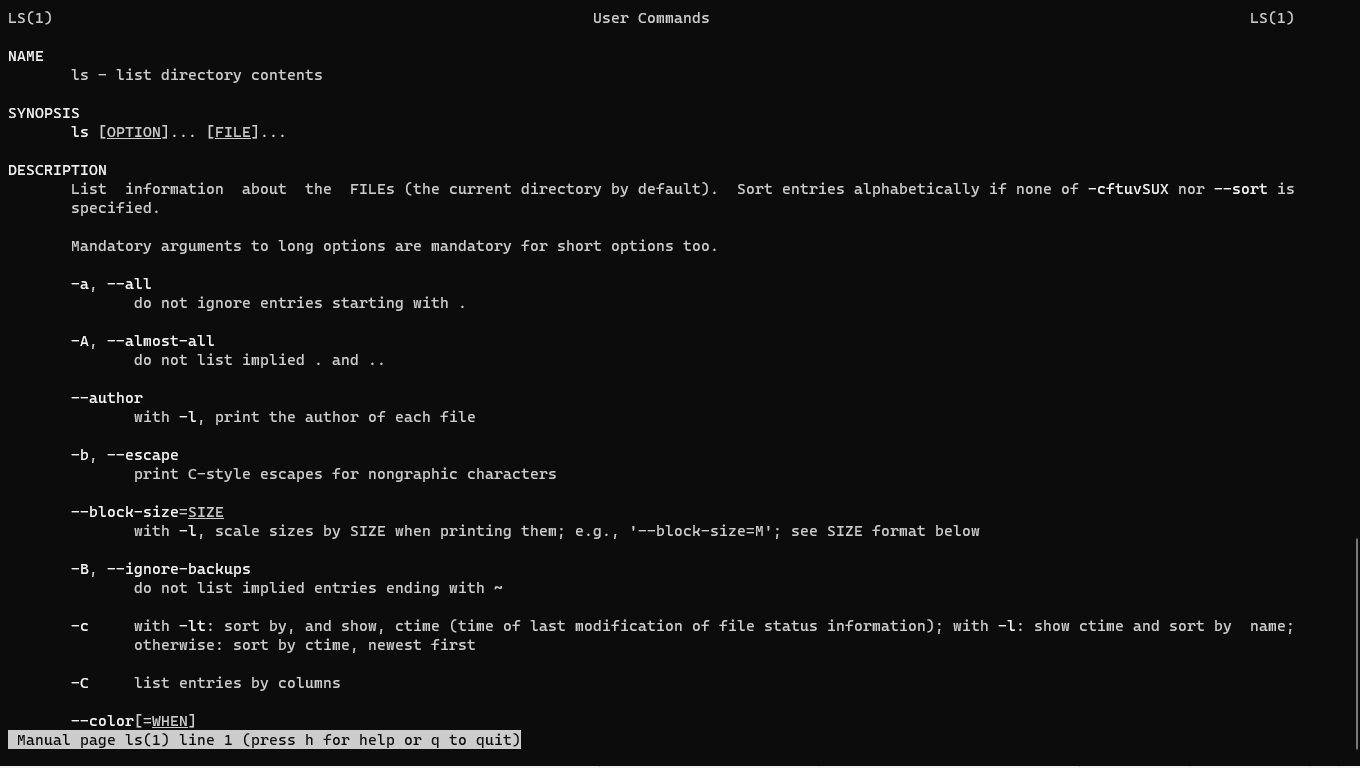 LS(1) User Commands LS(1)
NAME
ls - list directory contents
SYNOPSIS
ls [OPTION]... [FILE]...
DESCRIPTION
List information about the FILEs (the current directory by default). Sort entries alphabetically if none of -cftuvSUX nor --sort is
specified.
Mandatory arguments to long options are mandatory for short options too.
-a, --all
do not ignore entries starting with .
-A, --almost-all
do not list implied . and ..
--author
with -l, print the author of each file
-b, --escape
print C-style escapes for nongraphic characters
--block-size=SIZE
with -l, scale sizes by SIZE when printing them; e.g., '--block-size=M'; see SIZE format below
-B, --ignore-backups
do not list implied entries ending with ~
-c with -lt: sort by, and show, ctime (time of last modification of file status information); with -l: show ctime and sort by name;
otherwise: sort by ctime, newest first
-C list entries by columns
--color[=WHEN]
Manual page ls(1) line 1 (press h for help or q to quit)